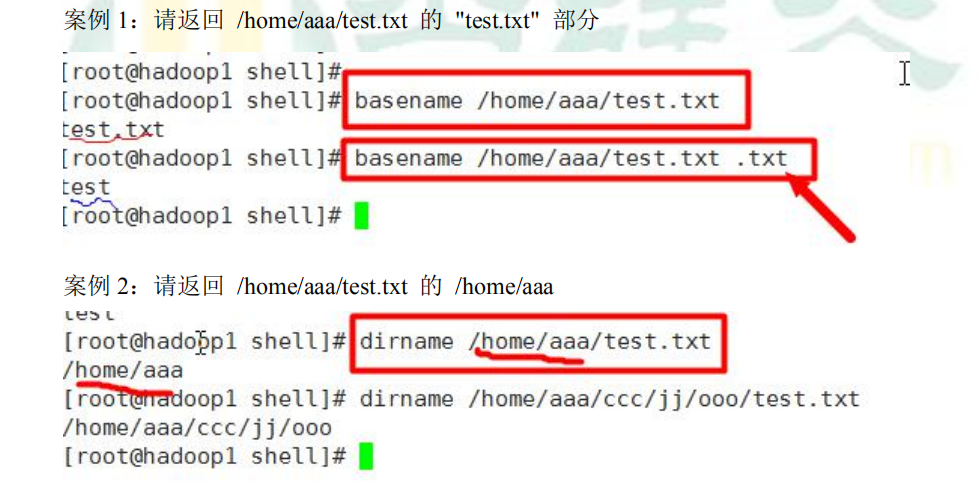 案例 1：请返回 /home/aaa/test.txt 的 "test.txt" 部分
[root@hadoop1 shell]#
[root@hadoop1 shell]# basename /home/aaa/test.txt
test.txt
[root@hadoop1 shell]# basename /home/aaa/test.txt .txt
test
[root@hadoop1 shell]#
案例 2：请返回 /home/aaa/test.txt 的 /home/aaa
test
[root@hadoop1 shell]# dirname /home/aaa/test.txt
/home/aaa
[root@hadoop1 shell]# dirname /home/aaa/ccc/jj/ooo/test.txt
/home/aaa/ccc/jj/ooo
[root@hadoop1 shell]#